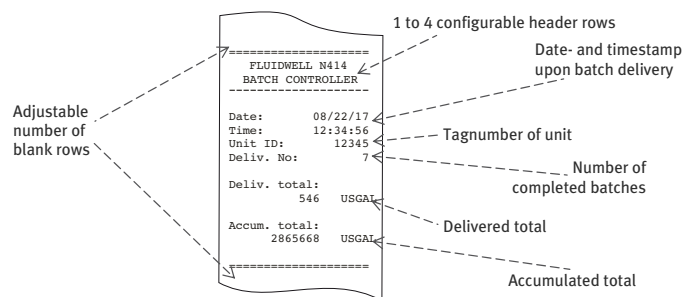 1 to 4 configurable header rows
Date- and timestamp
upon batch delivery
Tagnumber of unit
Number of
completed batches
Delivered total
Accumulated total
Adjustable
number of
blank rows
====================
FLUIDWELL N414
BATCH CONTROLLER
--------------------
Date: 08/22/17
Time: 12:34:56
Unit ID: 12345
Deliv. No: 7
Deliv. total:
546 USGAL
Accum. total:
2865668 USGAL
====================